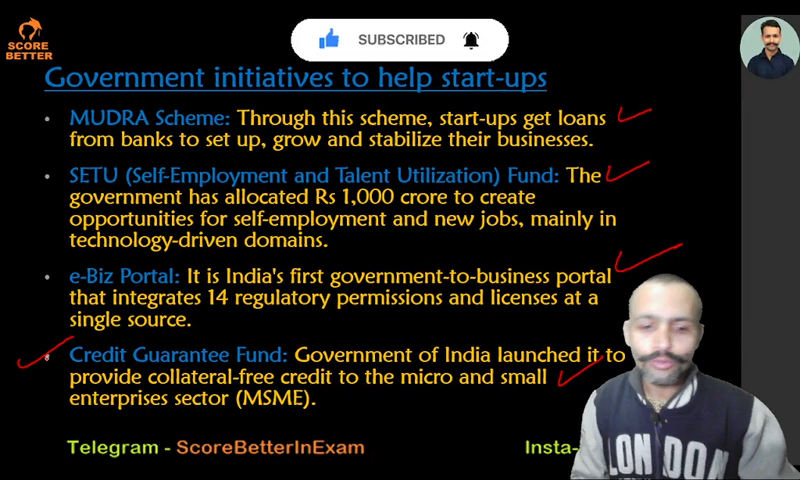 SCORE
BETTER
SUBSCRIBED
Government initiatives to help start-ups
• MUDRA Scheme: Through this scheme, start-ups get loans
from banks to set up, grow and stabilize their businesses.
• SETU (Self-Employment and Talent Utilization) Fund: The
government has allocated Rs 1,000 crore to create
opportunities for self-employment and new jobs, mainly in
technology-driven domains.
• e-Biz Portal: It is India's first government-to-business portal
that integrates 14 regulatory permissions and licenses at a
single source.
Credit Guarantee Fund: Government of India launched it to
provide collateral-free credit to the micro and small
enterprises sector (MSME).
Telegram - ScoreBetterInExam
Insta-
LONDON